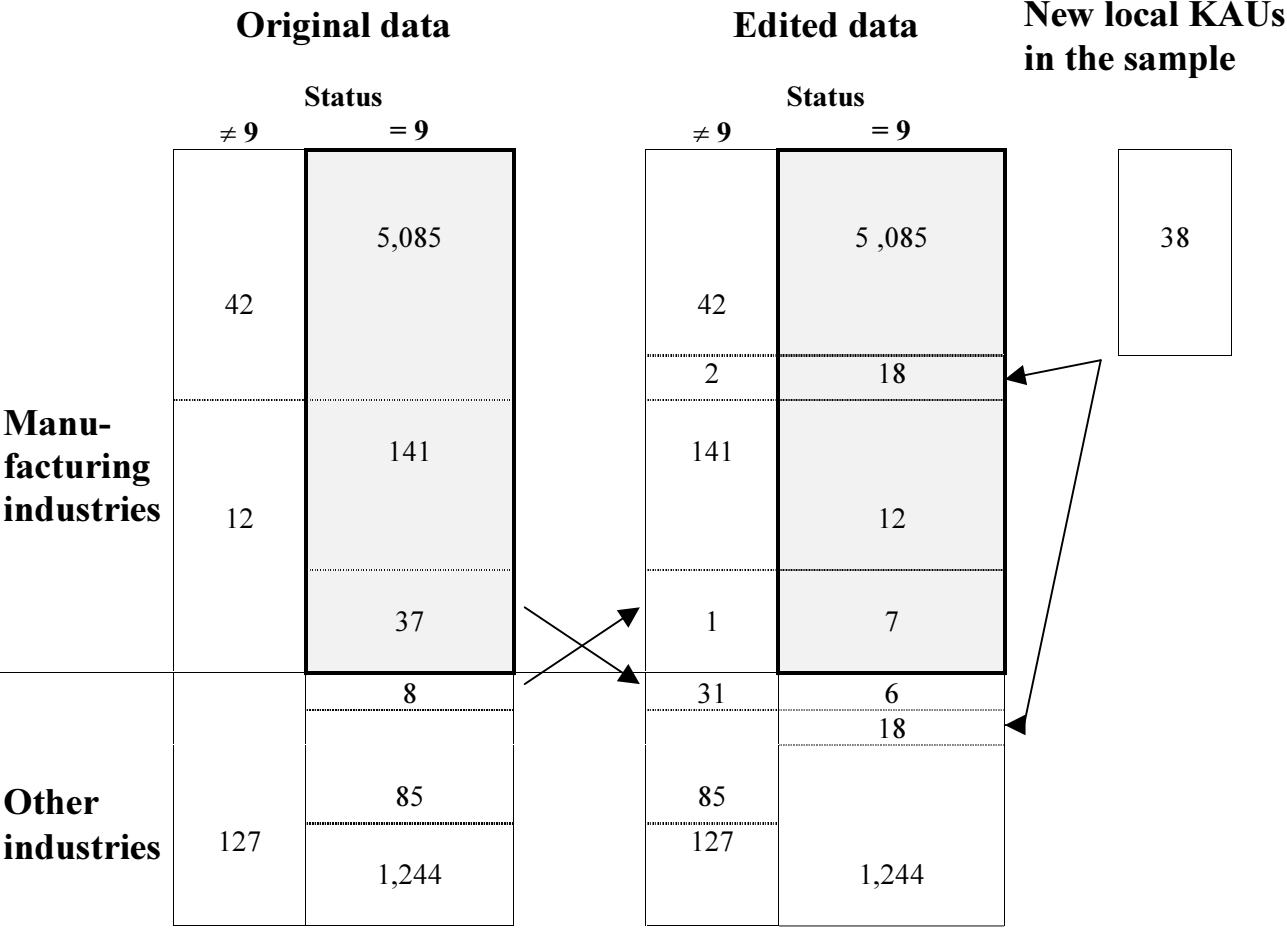 Original data
Edited data
New local KAUs
in the sample
Status
Status
≠ 9
= 9
≠ 9
= 9
5,085
5 ,085
38
42
42
2
18
Manu-
facturing
industries
141
141
12
12
37
1
7
8
31
6
18
Other
industries
85
85
127
127
1,244
1,244